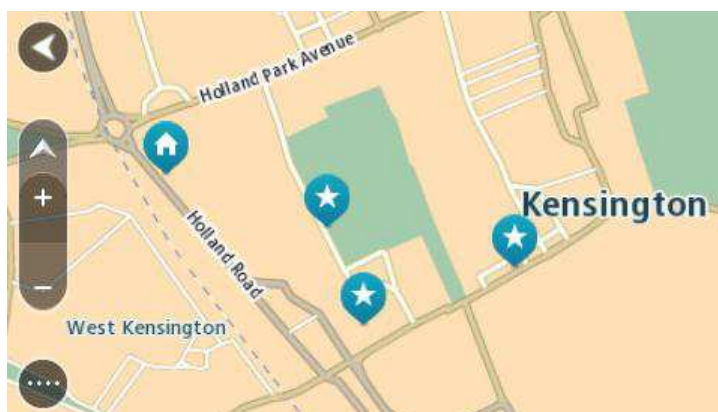 Holland Park Avenue
Kensington
Holland Road
West Kensington